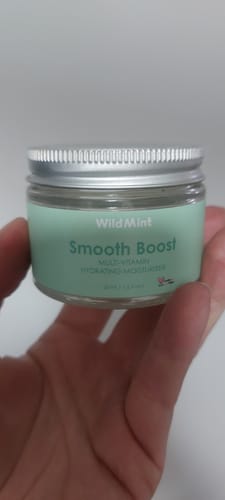 WildMint
Smooth Boost
MULTI-VITAMIN
HYDRATING-MOISTURISER